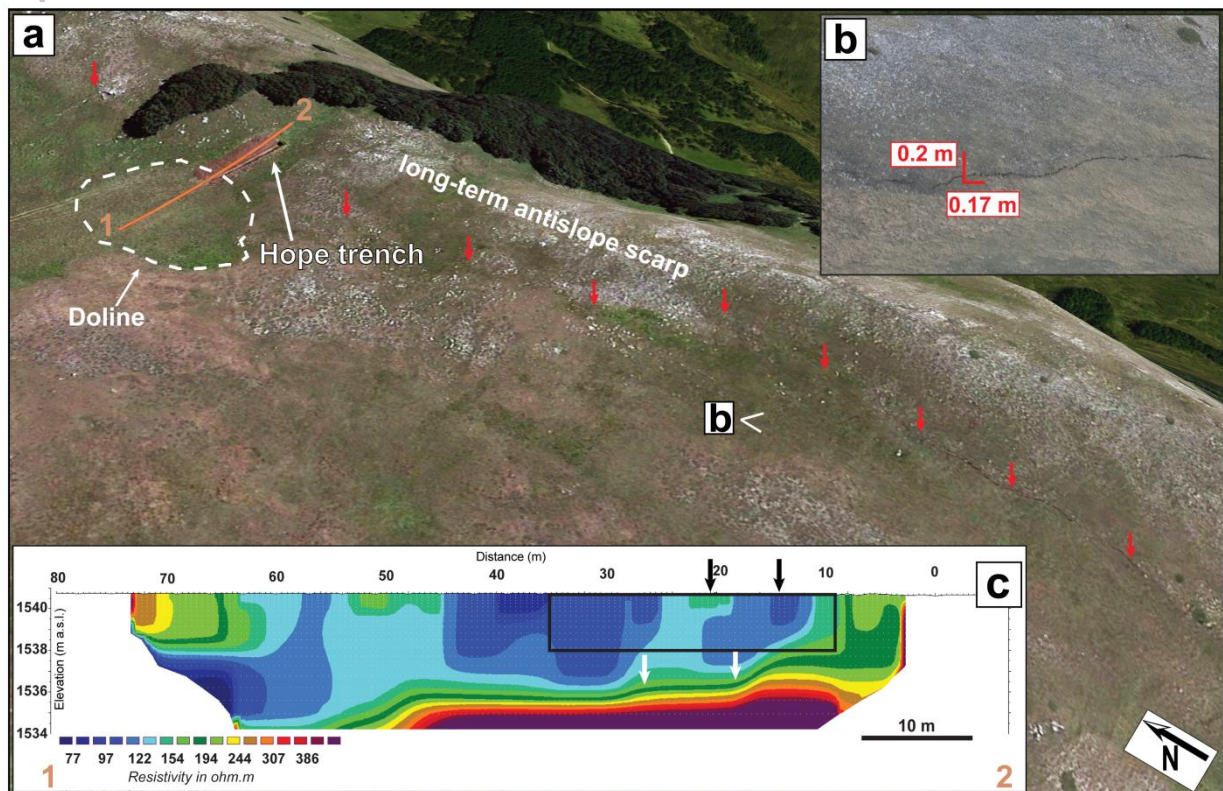 a
b
2
0.2 m
0.17 m
long-term antislope scarp
1
Hope trench
Doline
b
<
Distance (m)
c
80 70 60 50 40 30 20 10 0
1540
1538
1536
1534
Elevation (m a.s.l.)
10 m
77 97 122 154 194 244 307 386
Resistivity in ohm.m
1
2
N